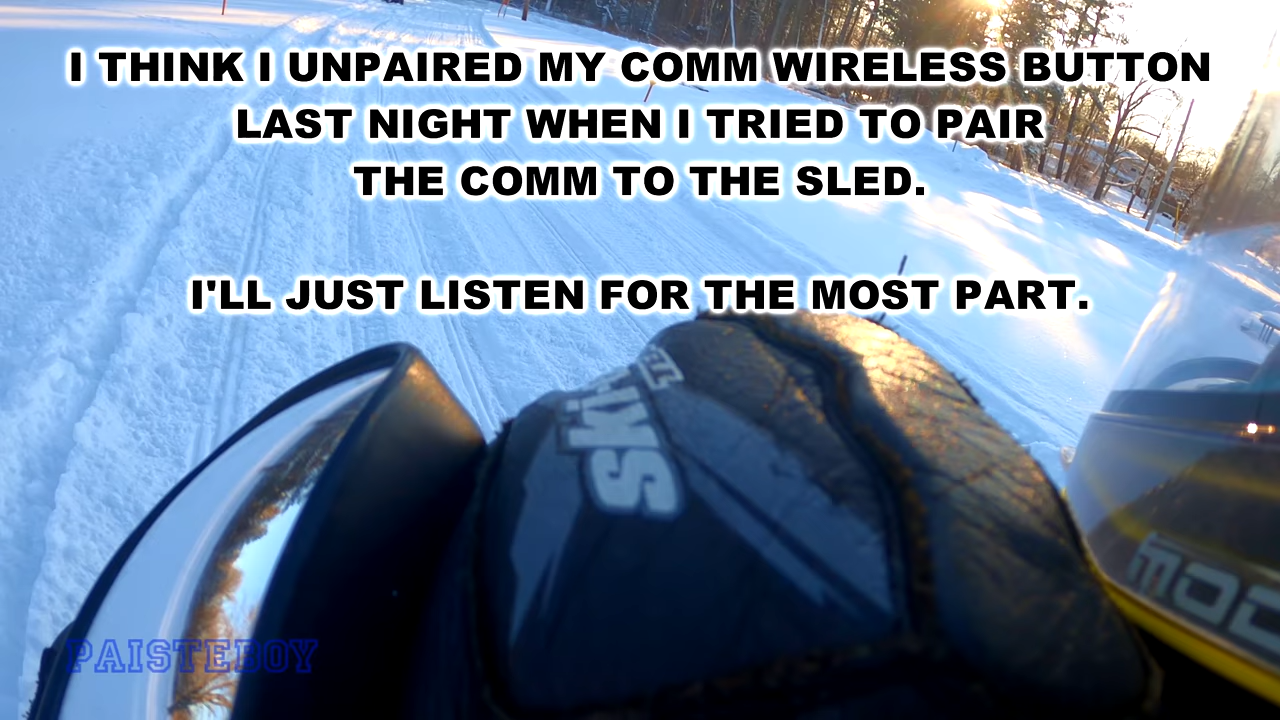 I THINK I UNPAIRED MY COMM WIRELESS BUTTON
LAST NIGHT WHEN I TRIED TO PAIR
THE COMM TO THE SLED.
I'LL JUST LISTEN FOR THE MOST PART.
PAISTEBOY